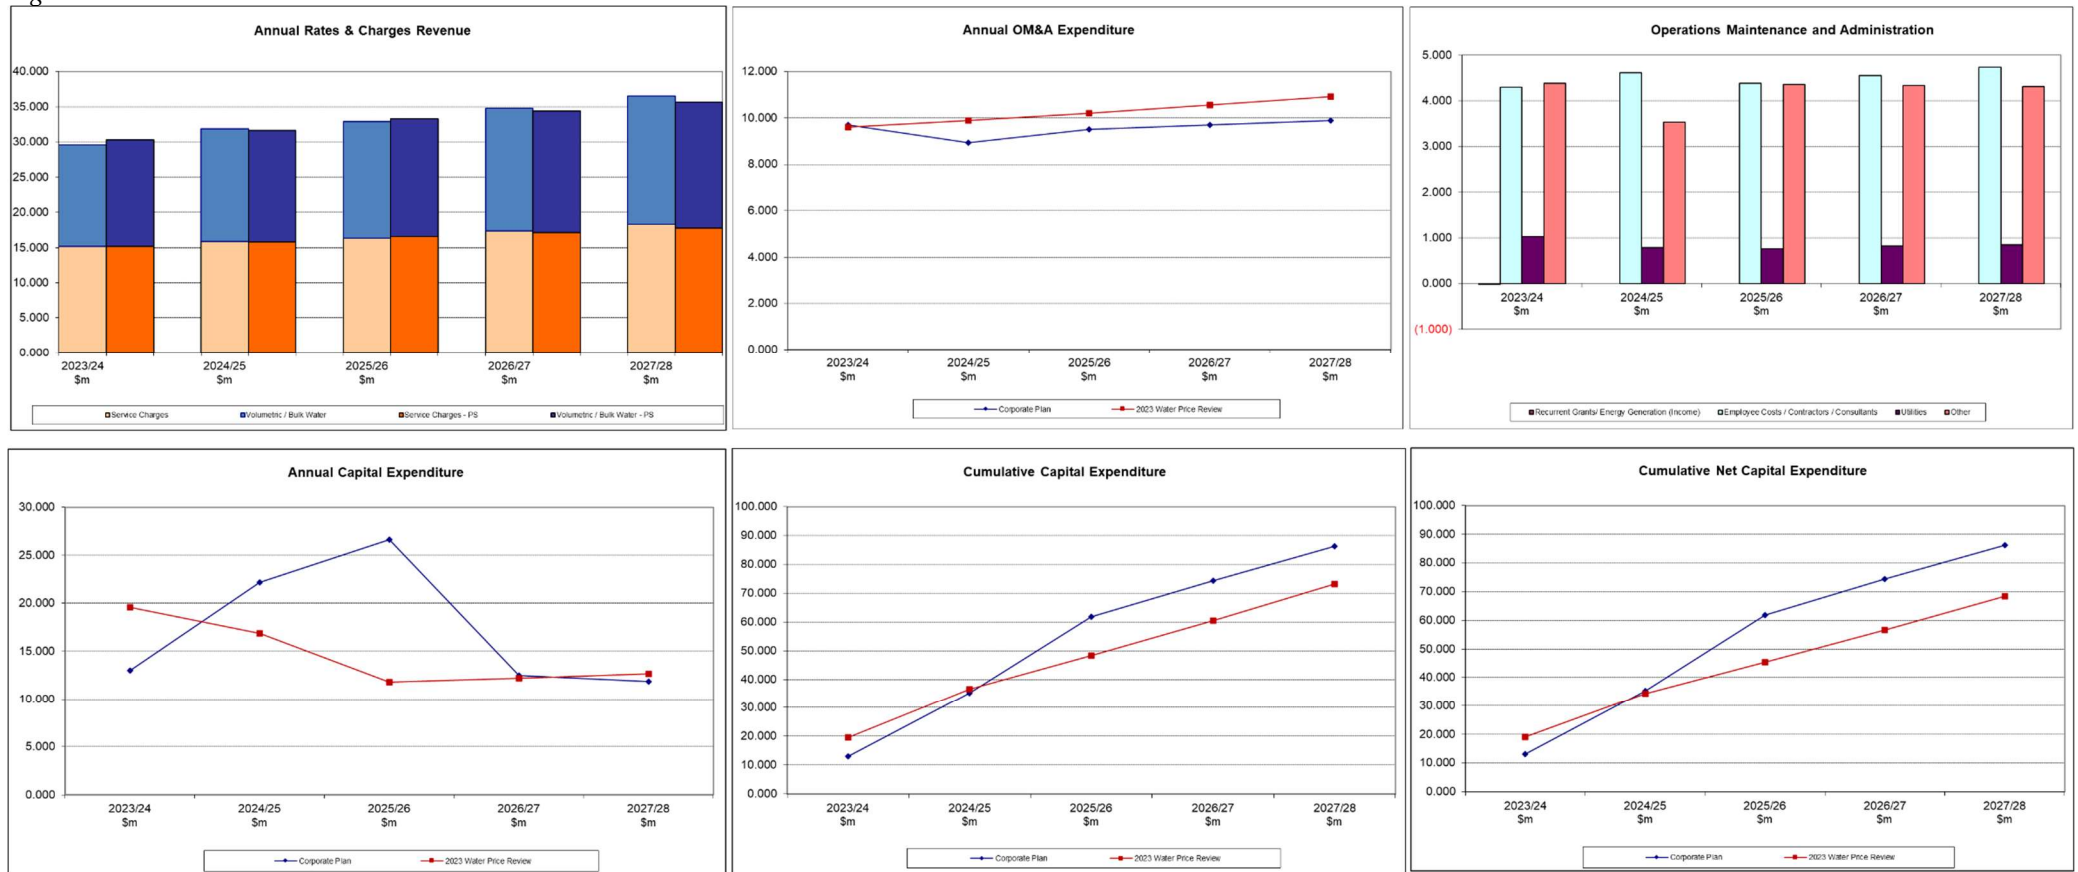 Annual Rates & Charges Revenue
40.000
35.000
30.000
25.000
20.000
15.000
10.000
5.000
0.000
2023/24 2024/25 2025/26 2026/27 2027/28
$m $m $m $m $m
Service Charges Volumetric / Bulk Water Service Charges - PS Volumetric / Bulk Water - PS
Annual OM&A Expenditure
12.000
10.000
8.000
6.000
4.000
2.000
0.000
2023/24 2024/25 2025/26 2026/27 2027/28
$m $m $m $m $m
Corporate Plan 2023 Water Price Review
Operations Maintenance and Administration
5.000
4.000
3.000
2.000
1.000
0.000
(1.000)
2023/24 2024/25 2025/26 2026/27 2027/28
$m $m $m $m $m
Recurrent Grants/ Energy Generation (Income) Employee Costs / Contractors / Consultants Utilities Other
Annual Capital Expenditure
30.000
25.000
20.000
15.000
10.000
5.000
0.000
2023/24 2024/25 2025/26 2026/27 2027/28
$m $m $m $m $m
Corporate Plan 2023 Water Price Review
Cumulative Capital Expenditure
100.000
90.000
80.000
70.000
60.000
50.000
40.000
30.000
20.000
10.000
0.000
2023/24 2024/25 2025/26 2026/27 2027/28
$m $m $m $m $m
Corporate Plan 2023 Water Price Review
Cumulative Net Capital Expenditure
100.000
90.000
80.000
70.000
60.000
50.000
40.000
30.000
20.000
10.000
0.000
2023/24 2024/25 2025/26 2026/27 2027/28
$m $m $m $m $m
Corporate Plan 2023 Water Price Review